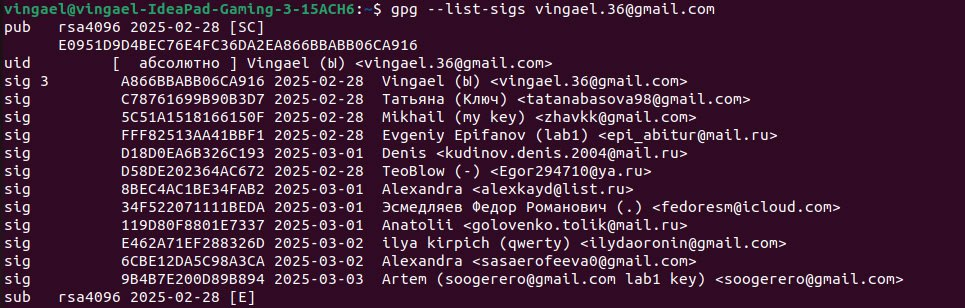 vingael@vingael-IdeaPad-Gaming-3-15ACH6:~$ gpg --list-sigs vingael.36@gmail.com
pub   rsa4096 2025-02-28 [SC]
      E0951D9D4BEC76E4FC36DA2EA866BBABB06CA916
uid           [  абсолютно ] Vingael (Ы) <vingael.36@gmail.com>
sig 3        A866BBABB06CA916 2025-02-28  Vingael (Ы) <vingael.36@gmail.com>
sig          C78761699B90B3D7 2025-02-28  Татьяна (Ключ) <tatanabasova98@gmail.com>
sig          5C51A1518166150F 2025-02-28  Mikhail (my key) <zhavkk@gmail.com>
sig          FFF82513AA41BBF1 2025-02-28  Evgeniy Epifanov (lab1) <epi_abitur@mail.ru>
sig          D18D0EA6B326C193 2025-03-01  Denis <kudinov.denis.2004@mail.ru>
sig          D58DE202364AC672 2025-02-28  TeoBlow (-) <Egor294710@ya.ru>
sig          8BEC4AC1BE34FAB2 2025-03-01  Alexandra <alexkayd@list.ru>
sig          34F522071111BEDA 2025-03-01  Эсмедляев Федор Романович (.) <fedoresm@icloud.com>
sig          119D80F8801E7337 2025-03-01  Anatolii <golovenko.tolik@mail.ru>
sig          E462A71EF288326D 2025-03-02  ilya kirpich (qwerty) <ilydaoronin@gmail.com>
sig          6CBE12DA5C98A3CA 2025-03-02  Alexandra <sasaerofeeva0@gmail.com>
sig          9B4B7E200D89B894 2025-03-03  Artem (soogerero@gmail.com lab1 key) <soogerero@gmail.com>
sub   rsa4096 2025-02-28 [E]